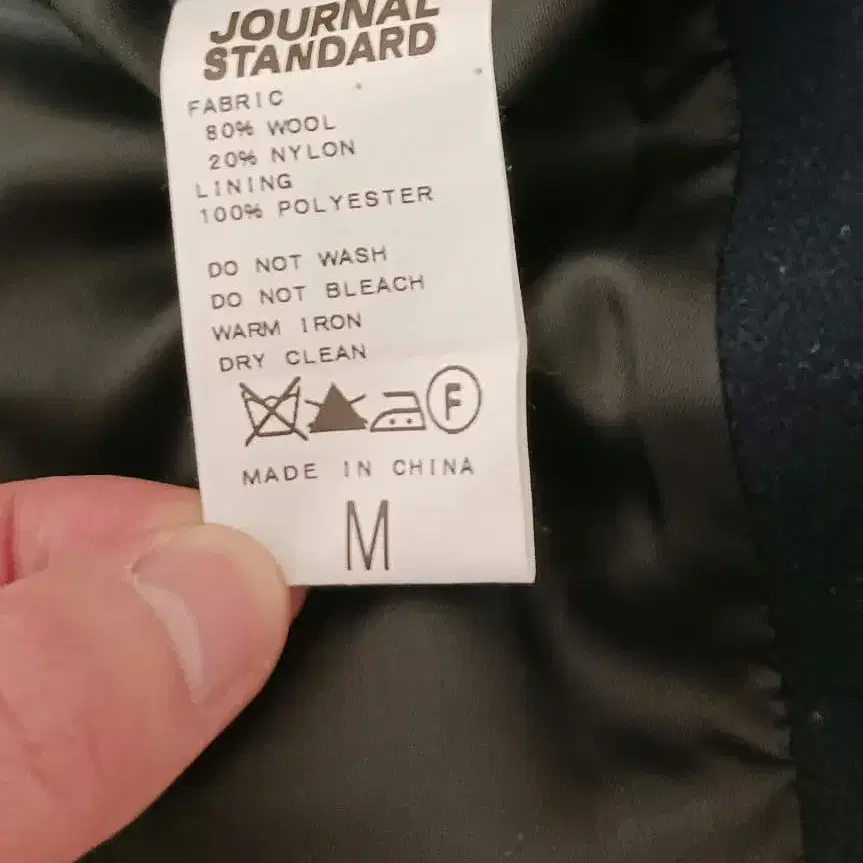 JOURNAL
STANDARD
FABRIC
80% WOOL
20% NYLON
LINING
100% POLYESTER
DO NOT WASH
DO NOT BLEACH
WARM IRON
DRY CLEAN
F
MADE IN CHINA
M